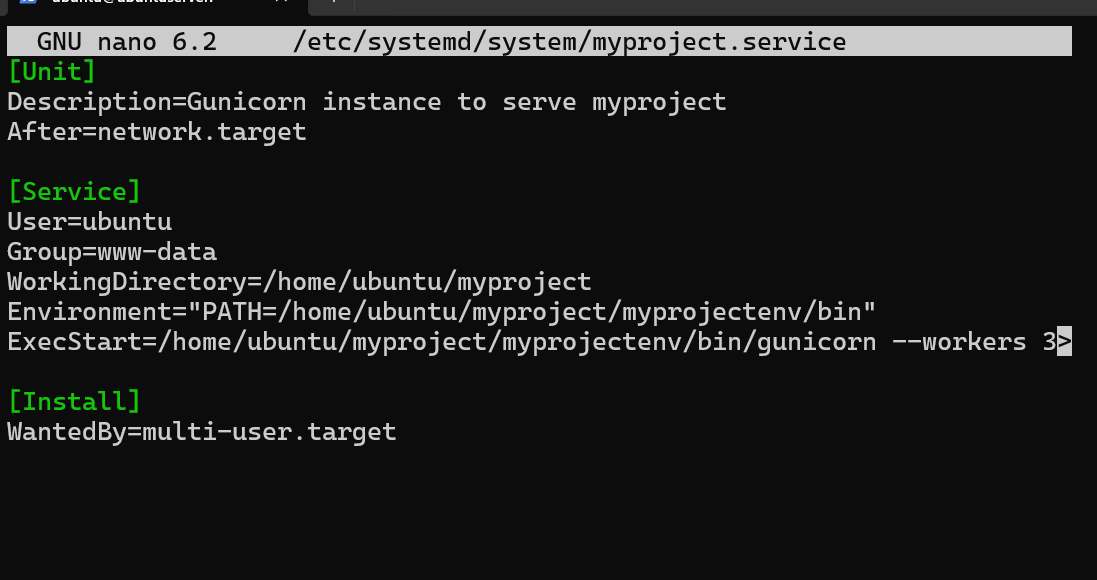 GNU nano 6.2 /etc/systemd/system/myproject.service
[Unit]
Description=Gunicorn instance to serve myproject
After=network.target
[Service]
User=ubuntu
Group=www-data
WorkingDirectory=/home/ubuntu/myproject
Environment="PATH=/home/ubuntu/myproject/myprojectenv/bin"
ExecStart=/home/ubuntu/myproject/myprojectenv/bin/gunicorn --workers 3>
[Install]
WantedBy=multi-user.target